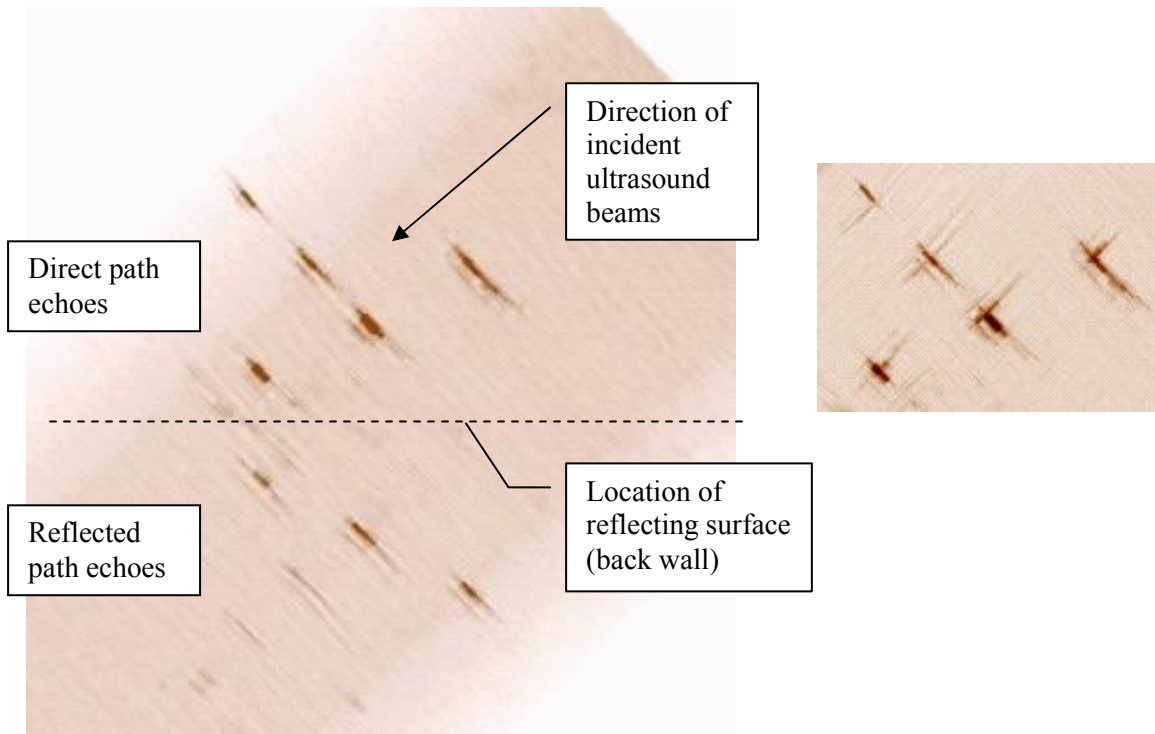 Direction of
incident
ultrasound
beams
Direct path
echoes
Location of
reflecting surface
(back wall)
Reflected
path echoes